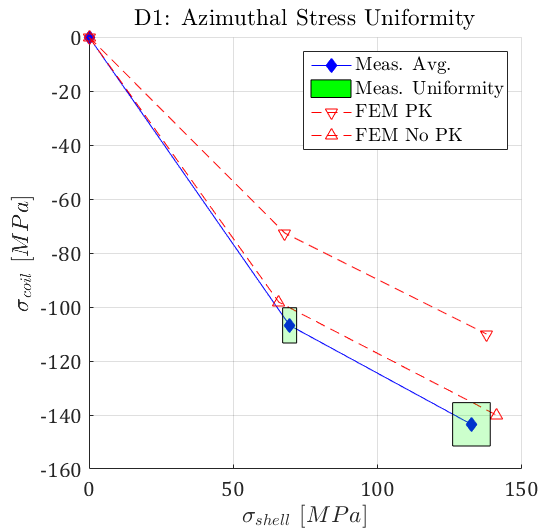 D1: Azimuthal Stress Uniformity
Meas. Avg.
Meas. Uniformity
FEM PK
FEM No PK
0
-20
-40
-60
-80
-100
-120
-140
-160
σcoil [MPa]
0 50 100 150
σshell [MPa]